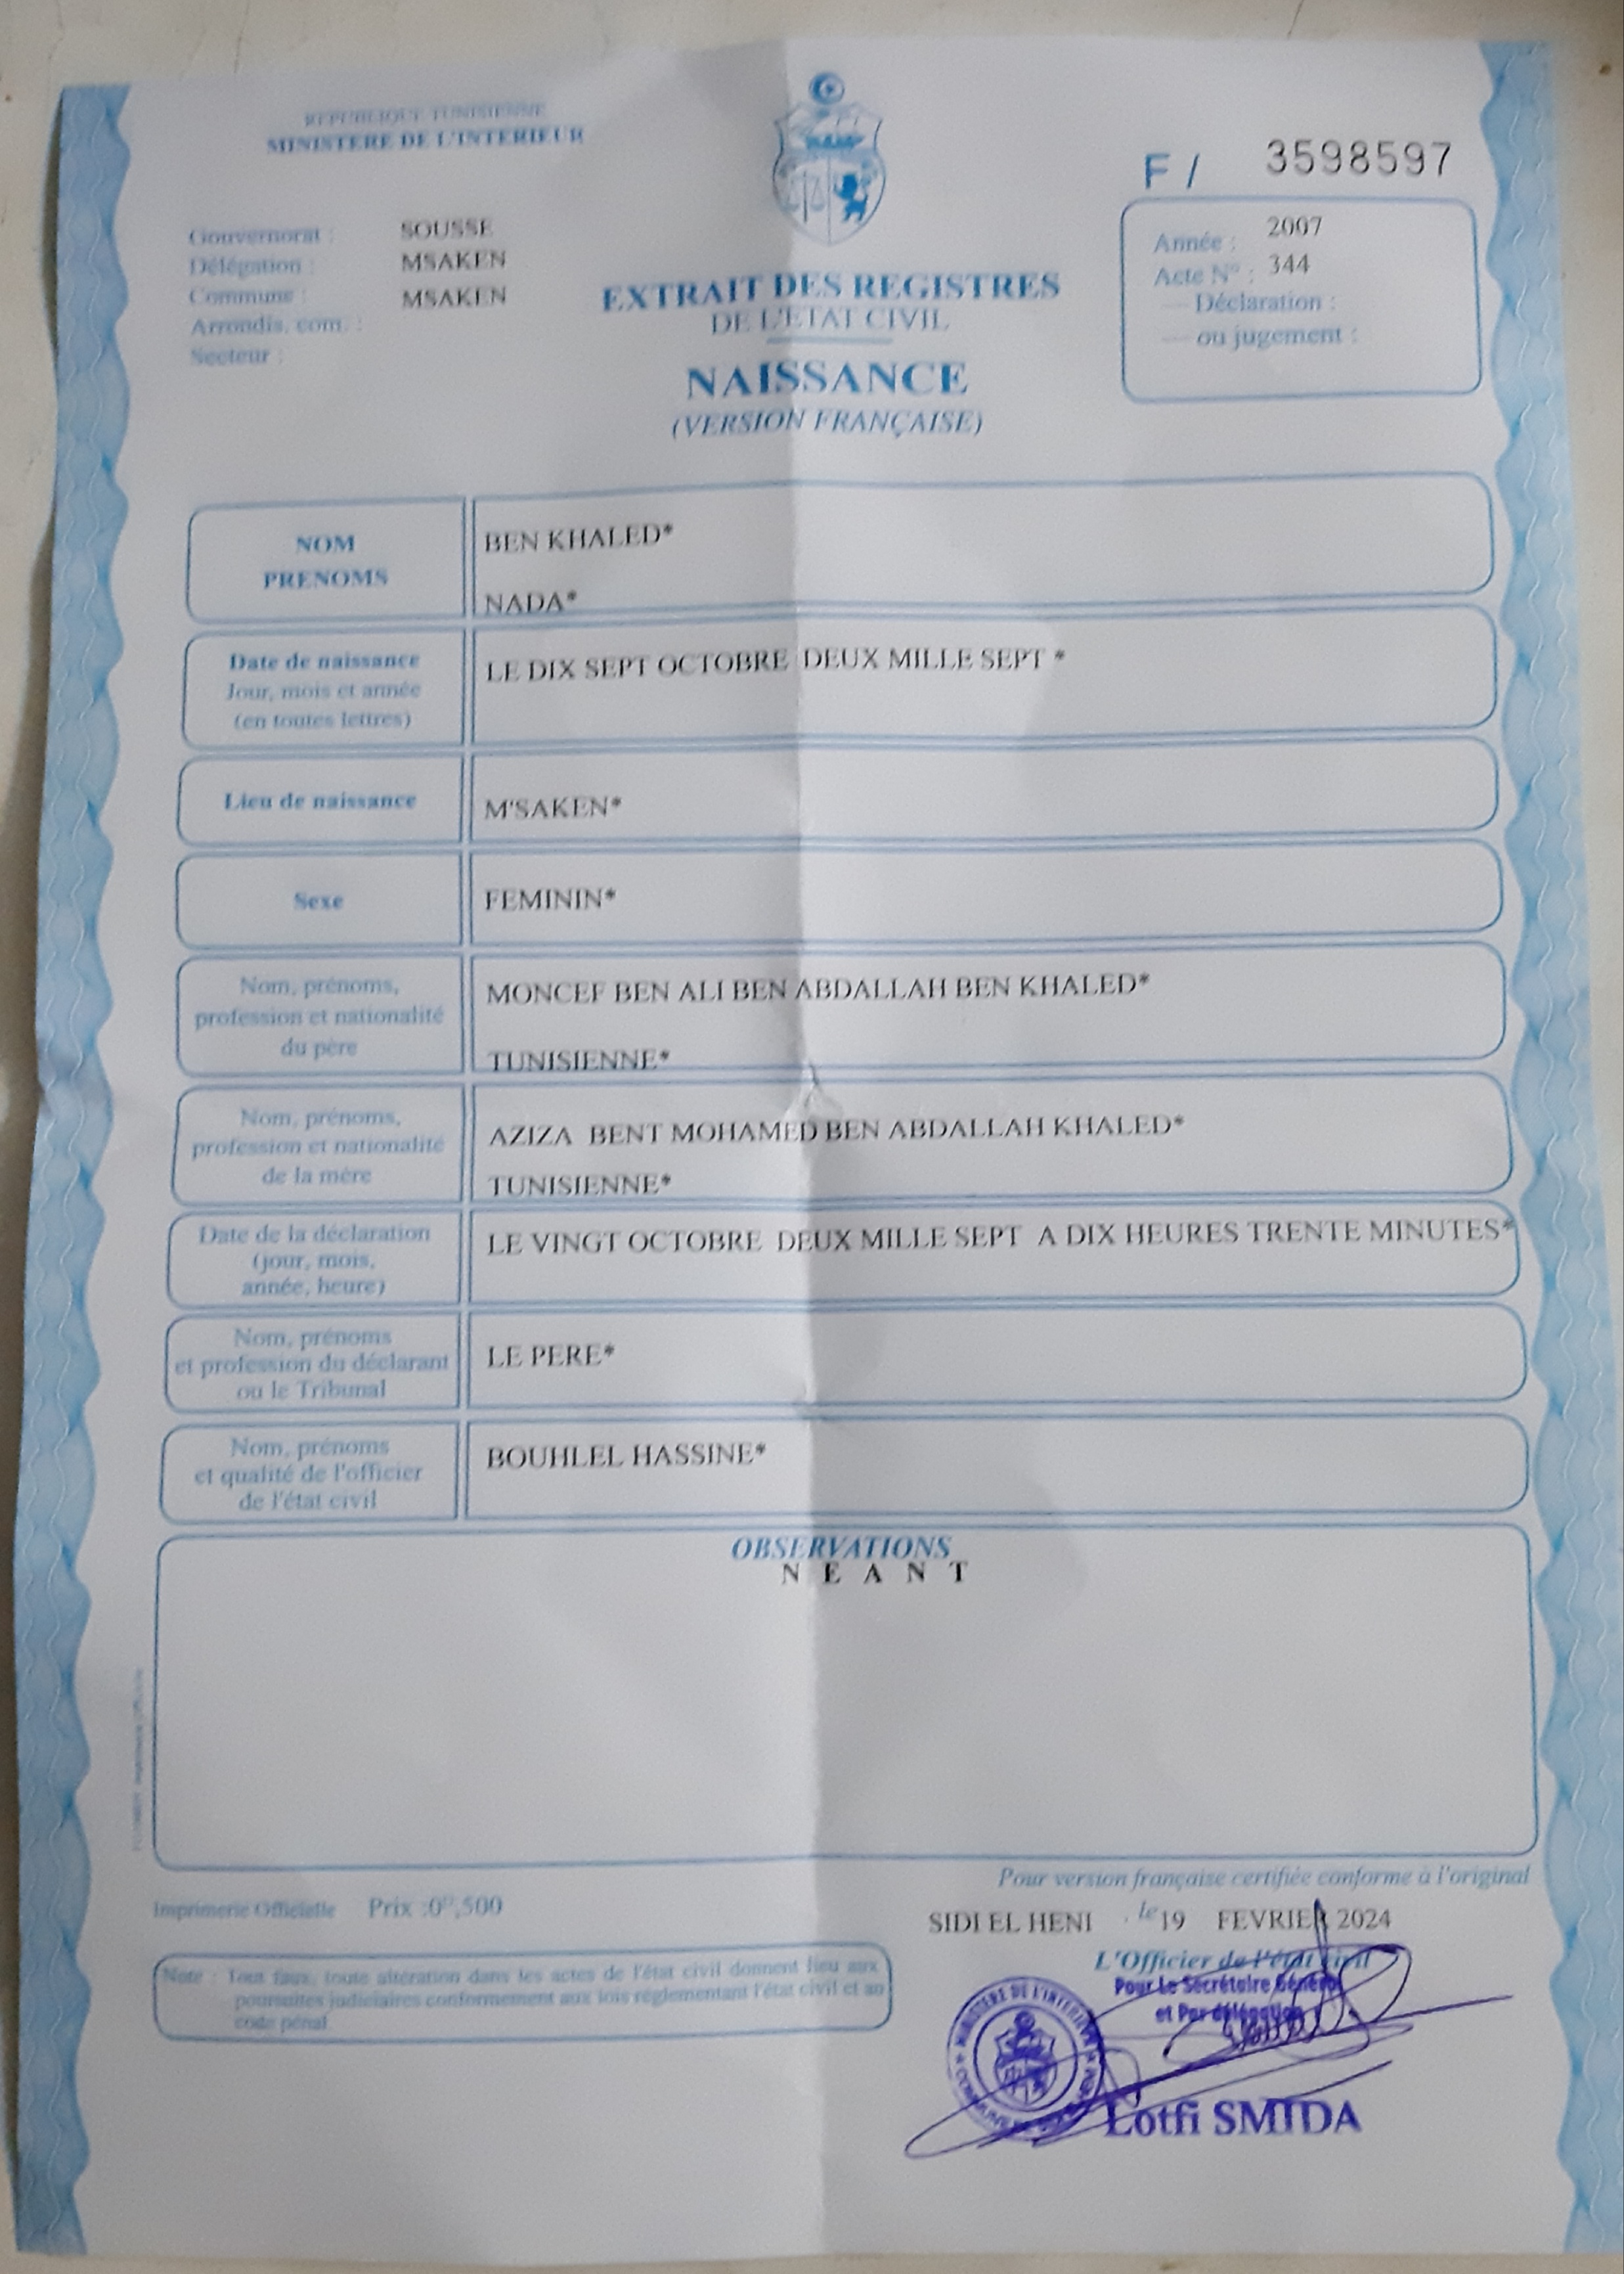 REPUBLIQUE TUNISIENNE
MINISTERE DE L'INTERIEUR
F / 3598597
Gouvernorat : SOUSSE
Délégation : MSAKEN
Commune : MSAKEN
Arrondis. com. :
Secteur :
EXTRAIT DES REGISTRES
DE L'ETAT CIVIL
NAISSANCE
(VERSION FRANÇAISE)
Année : 2007
Acte N° : 344
— Déclaration :
— ou jugement :
NOM
PRENOMS
BEN KHALED*
NADA*
Date de naissance
Jour, mois et année
(en toutes lettres)
LE DIX SEPT OCTOBRE DEUX MILLE SEPT *
Lieu de naissance
M'SAKEN*
Sexe
FEMININ*
Nom, prénoms,
profession et nationalité
du père
MONCEF BEN ALI BEN ABDALLAH BEN KHALED*
TUNISIENNE*
Nom, prénoms,
profession et nationalité
de la mère
AZIZA BENT MOHAMED BEN ABDALLAH KHALED*
TUNISIENNE*
Date de la déclaration
(jour, mois,
année, heure)
LE VINGT OCTOBRE DEUX MILLE SEPT A DIX HEURES TRENTE MINUTES*
Nom, prénoms
et profession du déclarant
ou le Tribunal
LE PERE*
Nom, prénoms
et qualité de l'officier
de l'état civil
BOUHLEL HASSINE*
OBSERVATIONS
N E A N T
Pour version française certifiée conforme à l'original
Imprimerie Officielle Prix :0D,500
SIDI EL HENI , le 19 FEVRIER 2024
L'Officier de l'état civil
Pour Le Secrétaire Général
et Par délégation
Note : Tout faux, toute altération dans les actes de l'état civil donnent lieu aux
poursuites judiciaires conformement aux lois réglementant l'état civil et au
code pénal.
MINISTERE DE L'INTERIEUR
Lotfi SMIDA